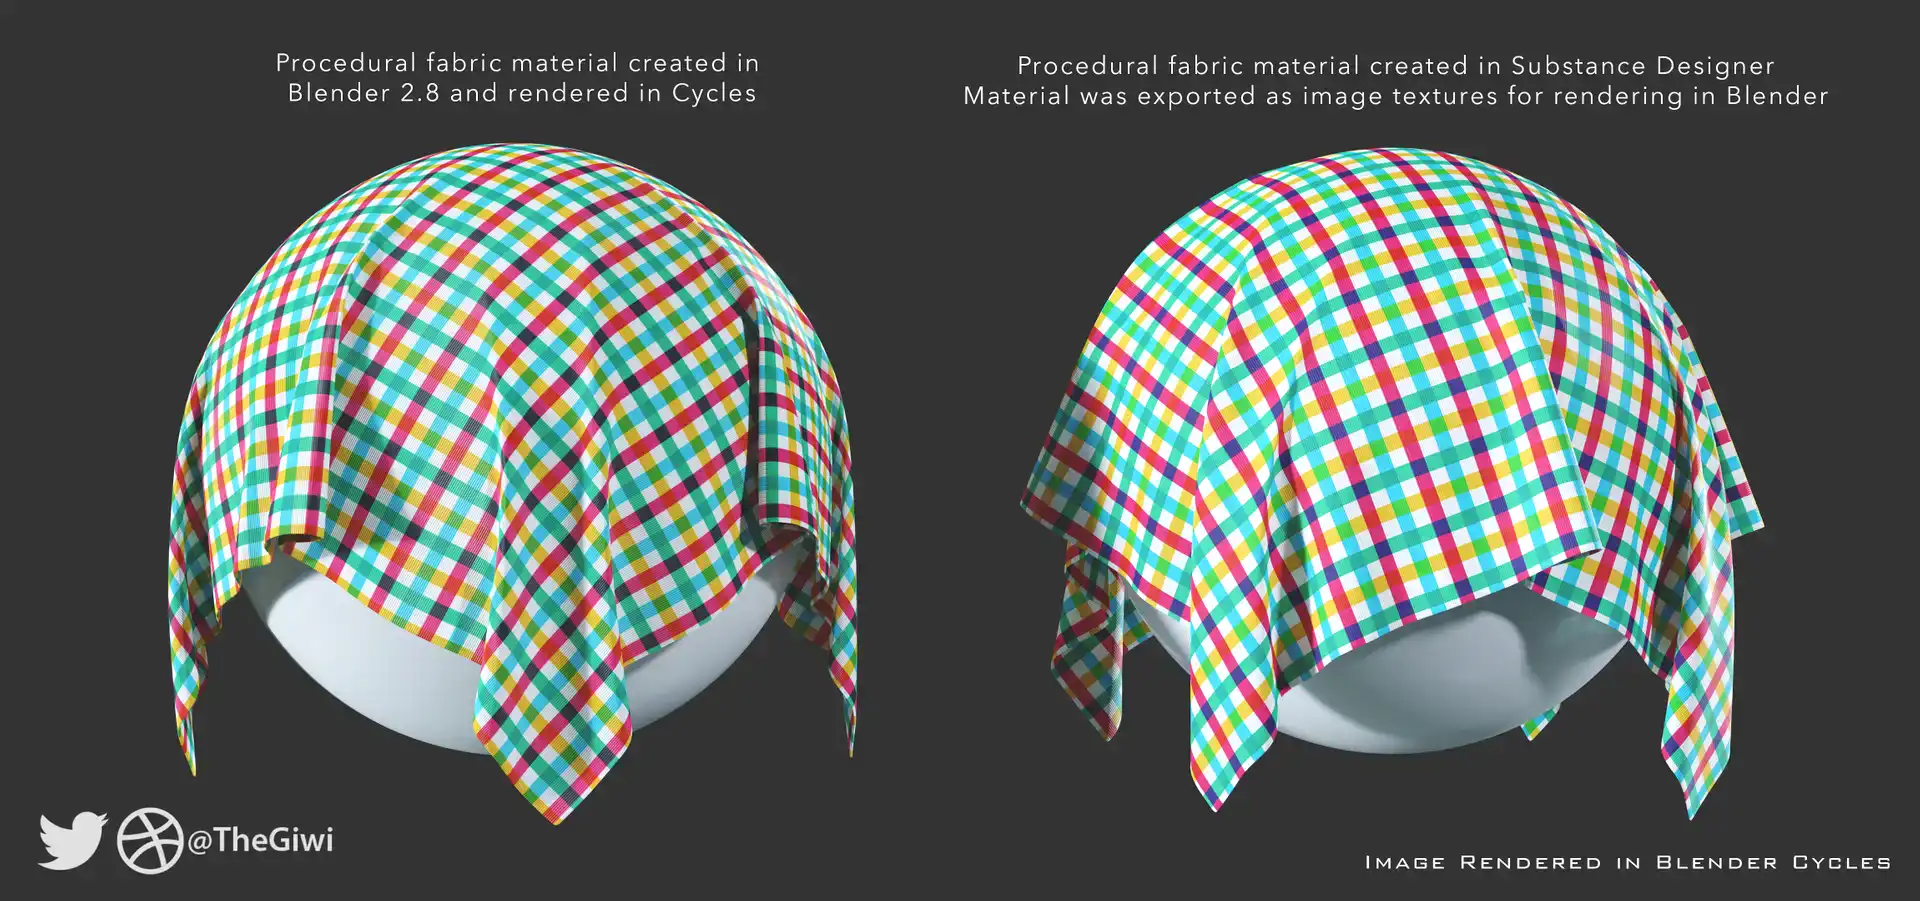 Procedural fabric material created in
Blender 2.8 and rendered in Cycles
Procedural fabric material created in Substance Designer
Material was exported as image textures for rendering in Blender
@TheGiwi
Image Rendered in Blender Cycles